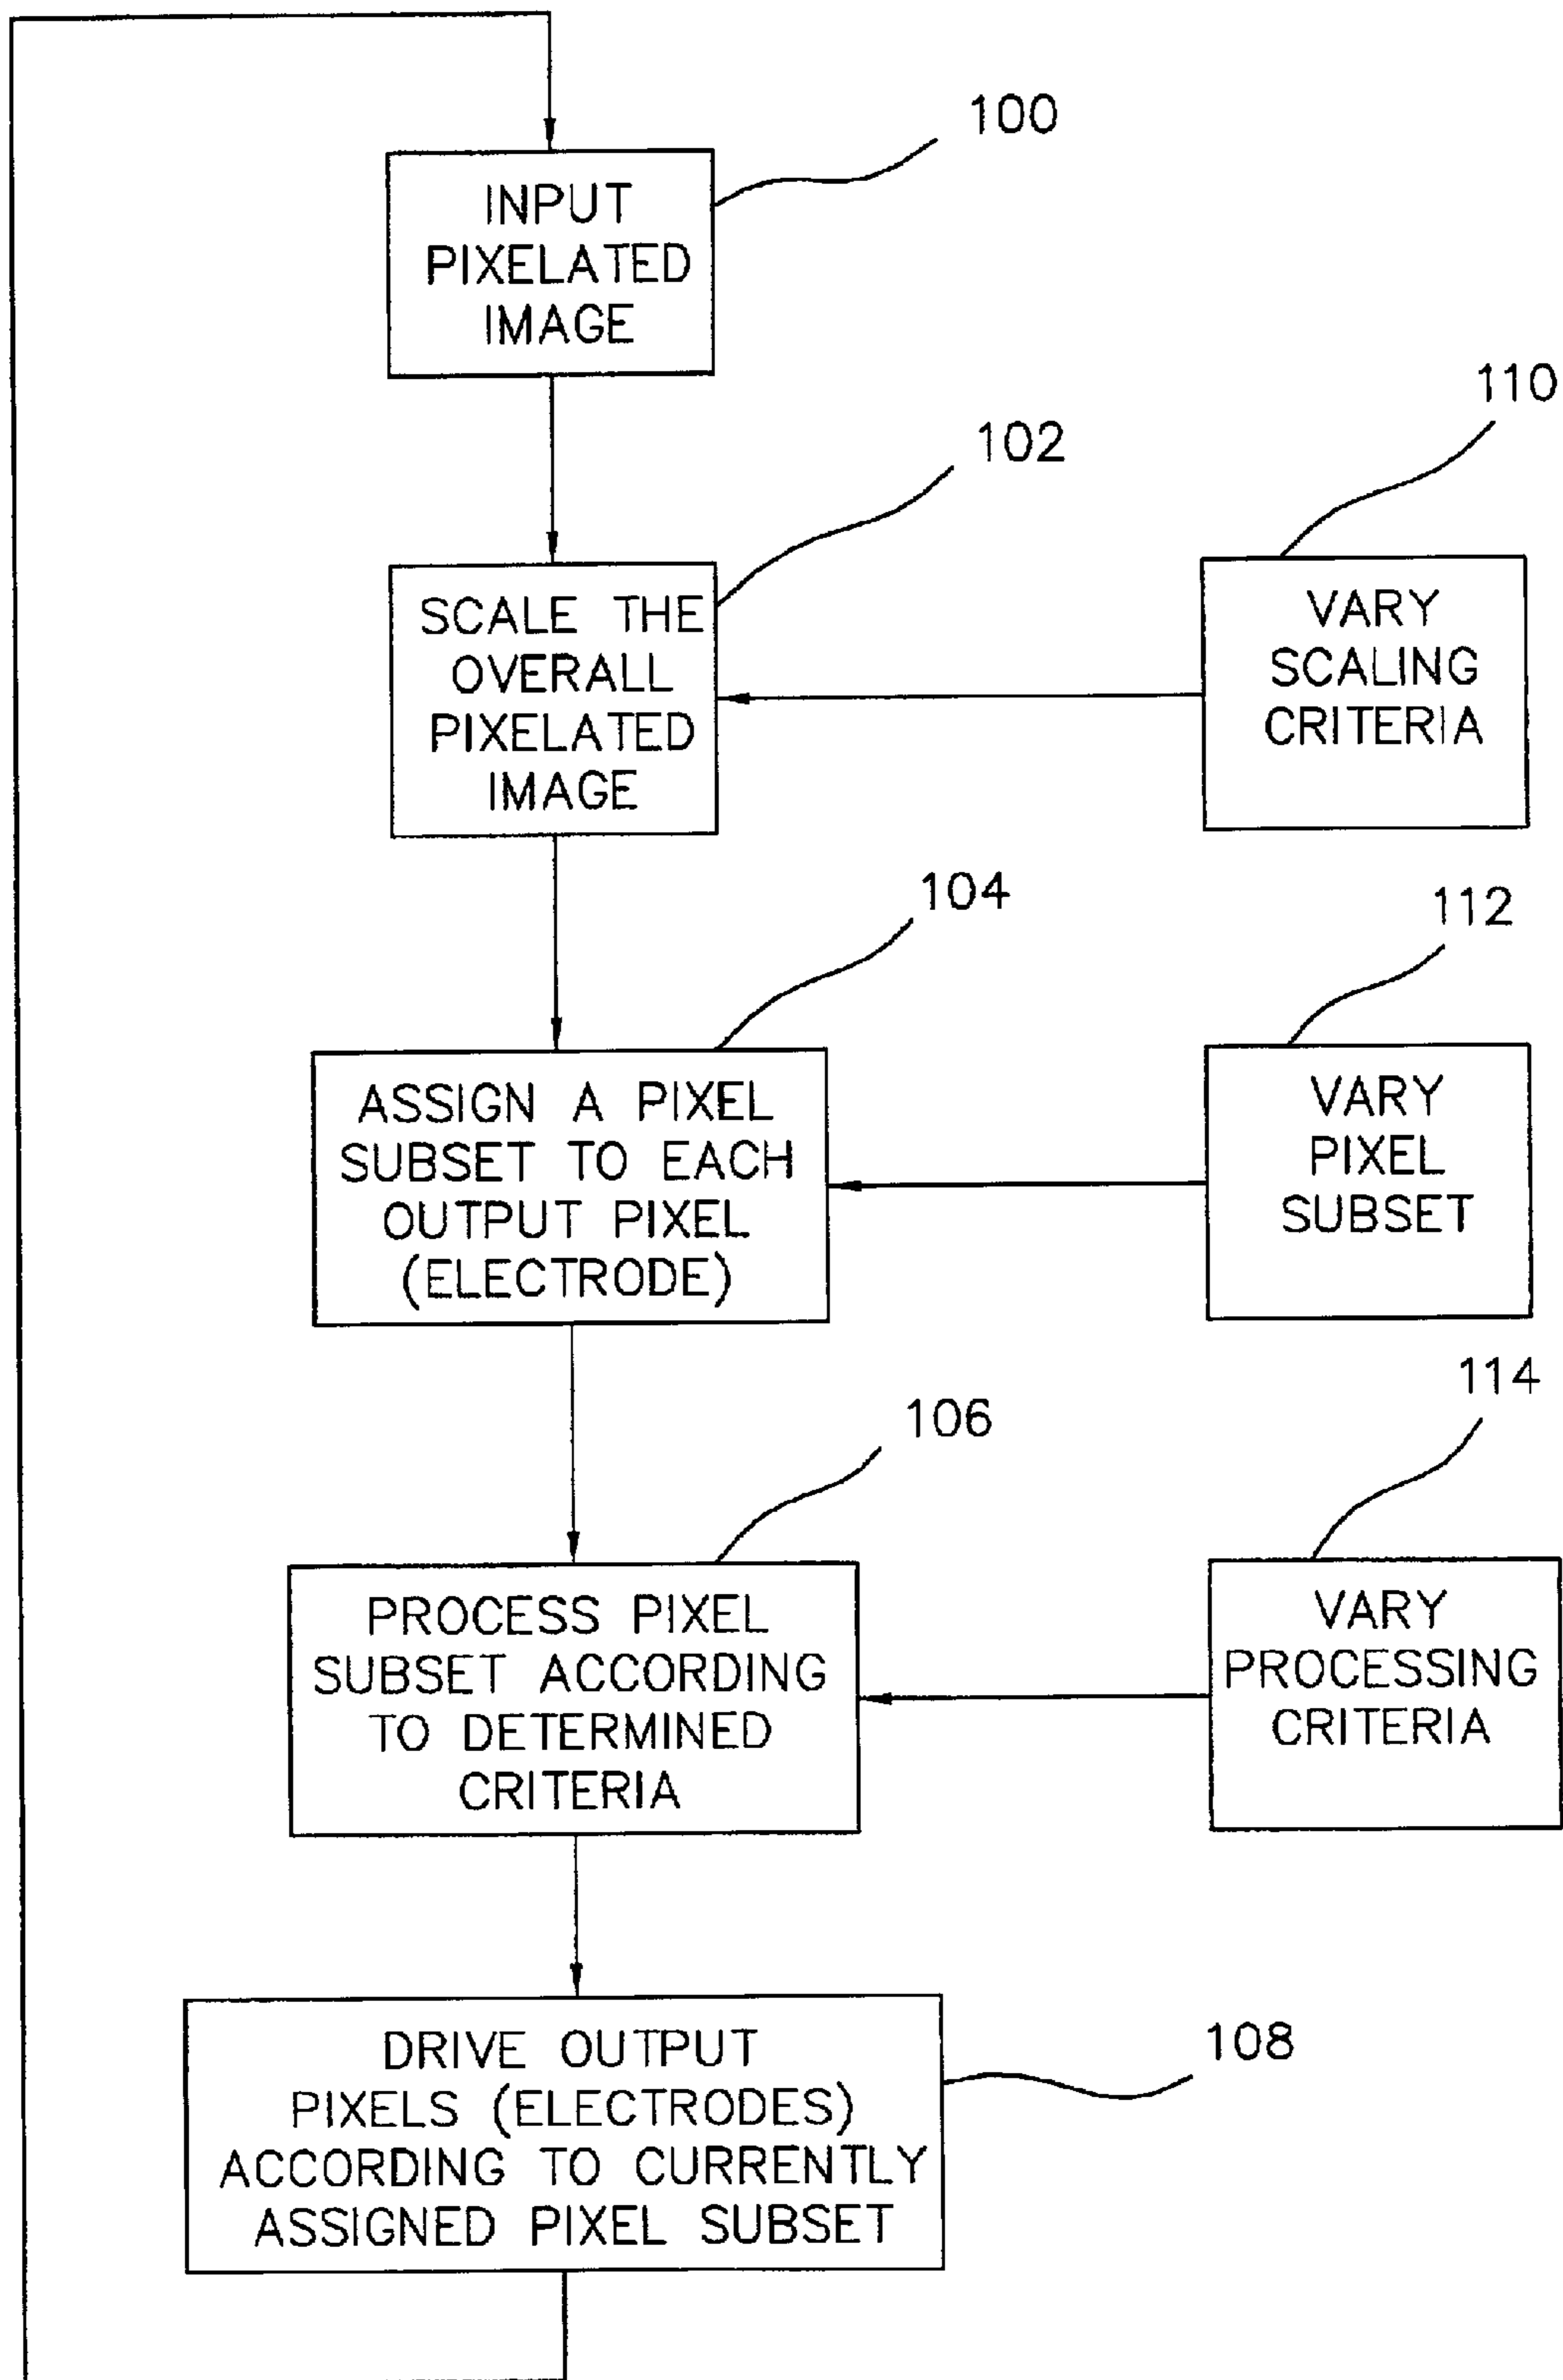 100
INPUT
PIXELATED
IMAGE
102
110
SCALE THE
OVERALL
PIXELATED
IMAGE
VARY
SCALING
CRITERIA
104
112
ASSIGN A PIXEL
SUBSET TO EACH
OUTPUT PIXEL
(ELECTRODE)
VARY
PIXEL
SUBSET
106
114
PROCESS PIXEL
SUBSET ACCORDING
TO DETERMINED
CRITERIA
VARY
PROCESSING
CRITERIA
108
DRIVE OUTPUT
PIXELS (ELECTRODES)
ACCORDING TO CURRENTLY
ASSIGNED PIXEL SUBSET